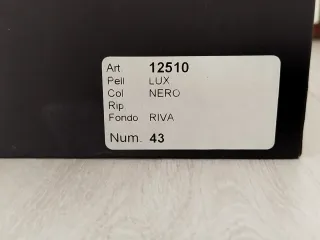 Art 12510
Pell LUX
Col NERO
Rip
Fondo RIVA
Num. 43